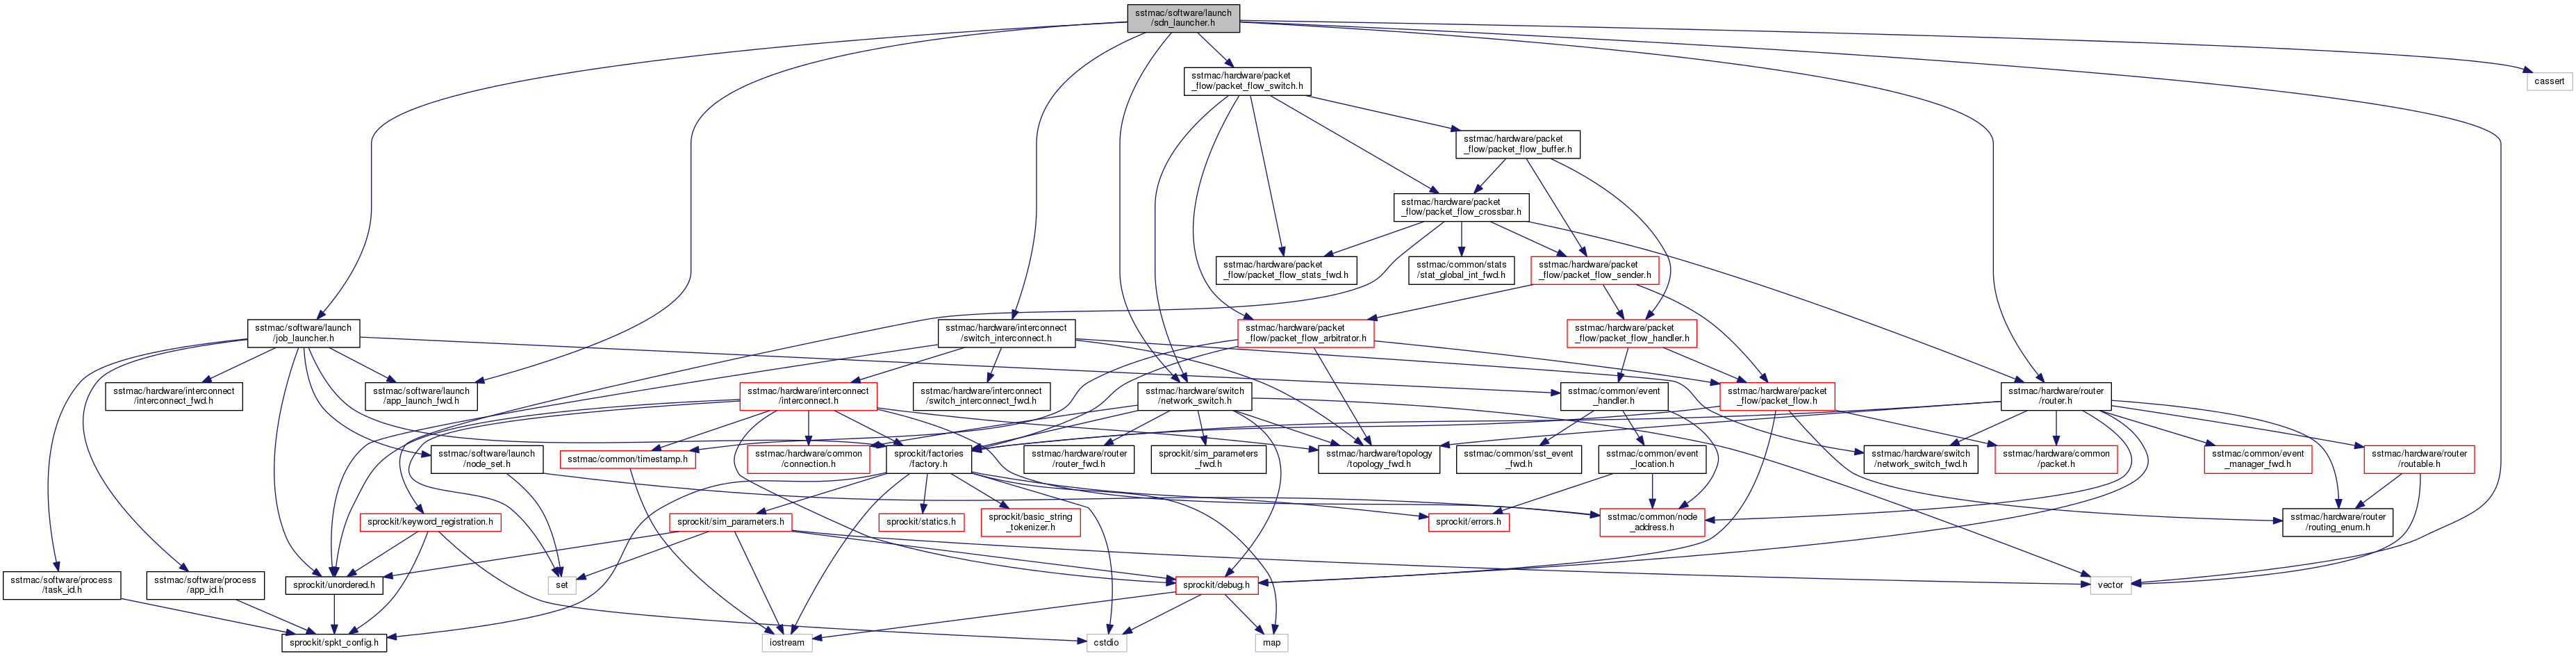 sstmac/software/launch
/sdn_launcher.h
sstmac/hardware/packet
_flow/packet_flow_switch.h
cassert
sstmac/hardware/packet
_flow/packet_flow_buffer.h
sstmac/hardware/packet
_flow/packet_flow_crossbar.h
sstmac/hardware/packet
_flow/packet_flow_stats_fwd.h
sstmac/common/stats
/stat_global_int_fwd.h
sstmac/hardware/packet
_flow/packet_flow_sender.h
sstmac/software/launch
/job_launcher.h
sstmac/hardware/interconnect
/switch_interconnect.h
sstmac/hardware/packet
_flow/packet_flow_arbitrator.h
sstmac/hardware/packet
_flow/packet_flow_handler.h
sstmac/hardware/interconnect
/interconnect_fwd.h
sstmac/software/launch
/app_launch_fwd.h
sstmac/hardware/interconnect
/interconnect.h
sstmac/hardware/interconnect
/switch_interconnect_fwd.h
sstmac/hardware/switch
/network_switch.h
sstmac/common/event
_handler.h
sstmac/hardware/packet
_flow/packet_flow.h
sstmac/hardware/router
/router.h
sstmac/software/launch
/node_set.h
sstmac/common/timestamp.h
sstmac/hardware/common
/connection.h
sprockit/factories
/factory.h
sstmac/hardware/router
/router_fwd.h
sprockit/sim_parameters
_fwd.h
sstmac/hardware/topology
/topology_fwd.h
sstmac/common/sst_event
_fwd.h
sstmac/common/event
_location.h
sstmac/hardware/switch
/network_switch_fwd.h
sstmac/hardware/common
/packet.h
sstmac/common/event
_manager_fwd.h
sstmac/hardware/router
/routable.h
sprockit/keyword_registration.h
sprockit/sim_parameters.h
sprockit/statics.h
sprockit/basic_string
_tokenizer.h
sprockit/errors.h
sstmac/common/node
_address.h
sstmac/hardware/router
/routing_enum.h
sstmac/software/process
/task_id.h
sstmac/software/process
/app_id.h
sprockit/unordered.h
set
sprockit/debug.h
vector
sprockit/spkt_config.h
iostream
cstdio
map